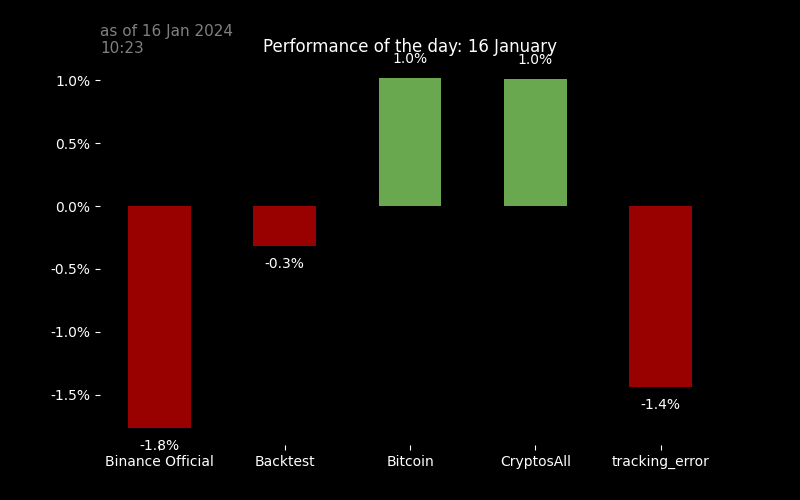 as of 16 Jan 2024
10:23
Performance of the day: 16 January
1.0%
1.0%
1.0%
0.5%
0.0%
-0.5%
-0.3%
-1.0%
-1.5%
-1.4%
-1.8%
Binance Official
Backtest
Bitcoin
CryptosAll
tracking_error